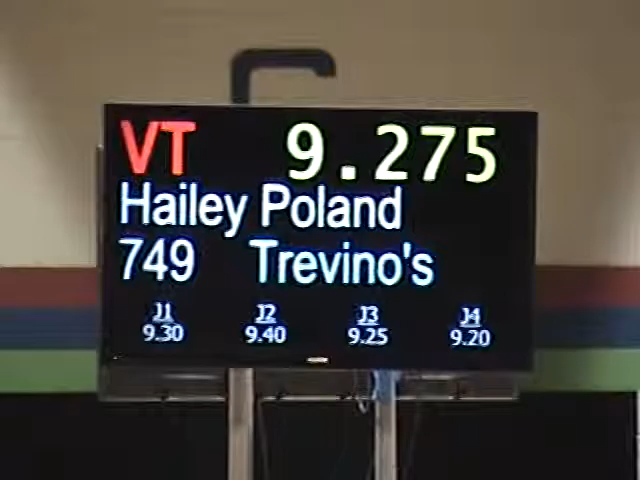 VT 9.275
Hailey Poland
749 Trevino's
J1 J2 J3 J4
9.30 9.40 9.25 9.20